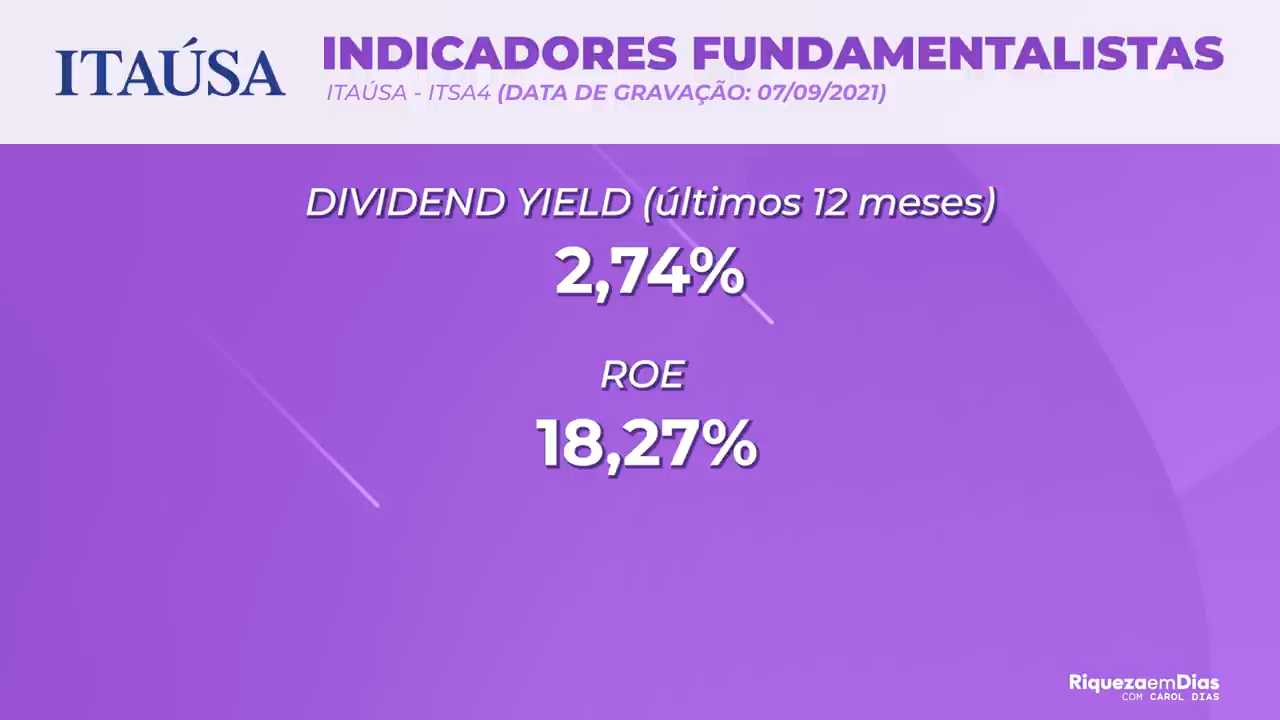 ITAÚSA
INDICADORES FUNDAMENTALISTAS
ITAÚSA - ITSA4 (DATA DE GRAVAÇÃO: 07/09/2021)
DIVIDEND YIELD (últimos 12 meses)
2,74%
ROE
18,27%
RiquezaemDias
COM CAROL DIAS